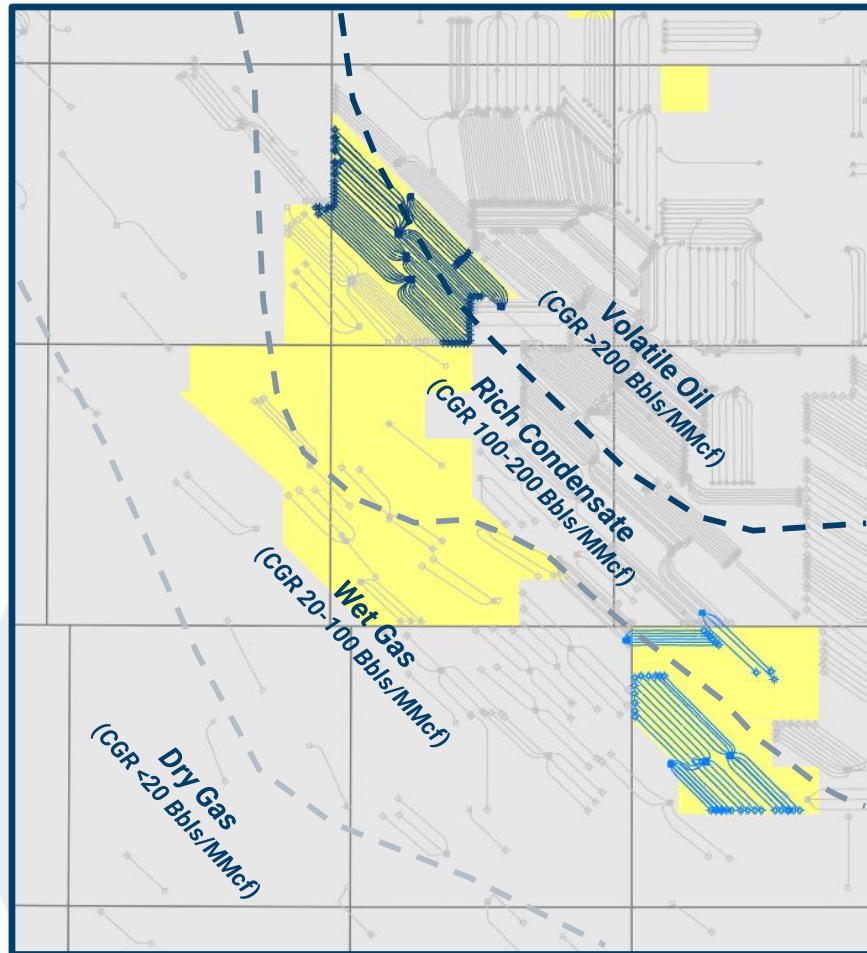 Volatile Oil
(CGR >200 Bbls/MMcf)
Rich Condensate
(CGR 100-200 Bbls/MMcf)
Wet Gas
(CGR 20-100 Bbls/MMcf)
Dry Gas
(CGR <20 Bbls/MMcf)